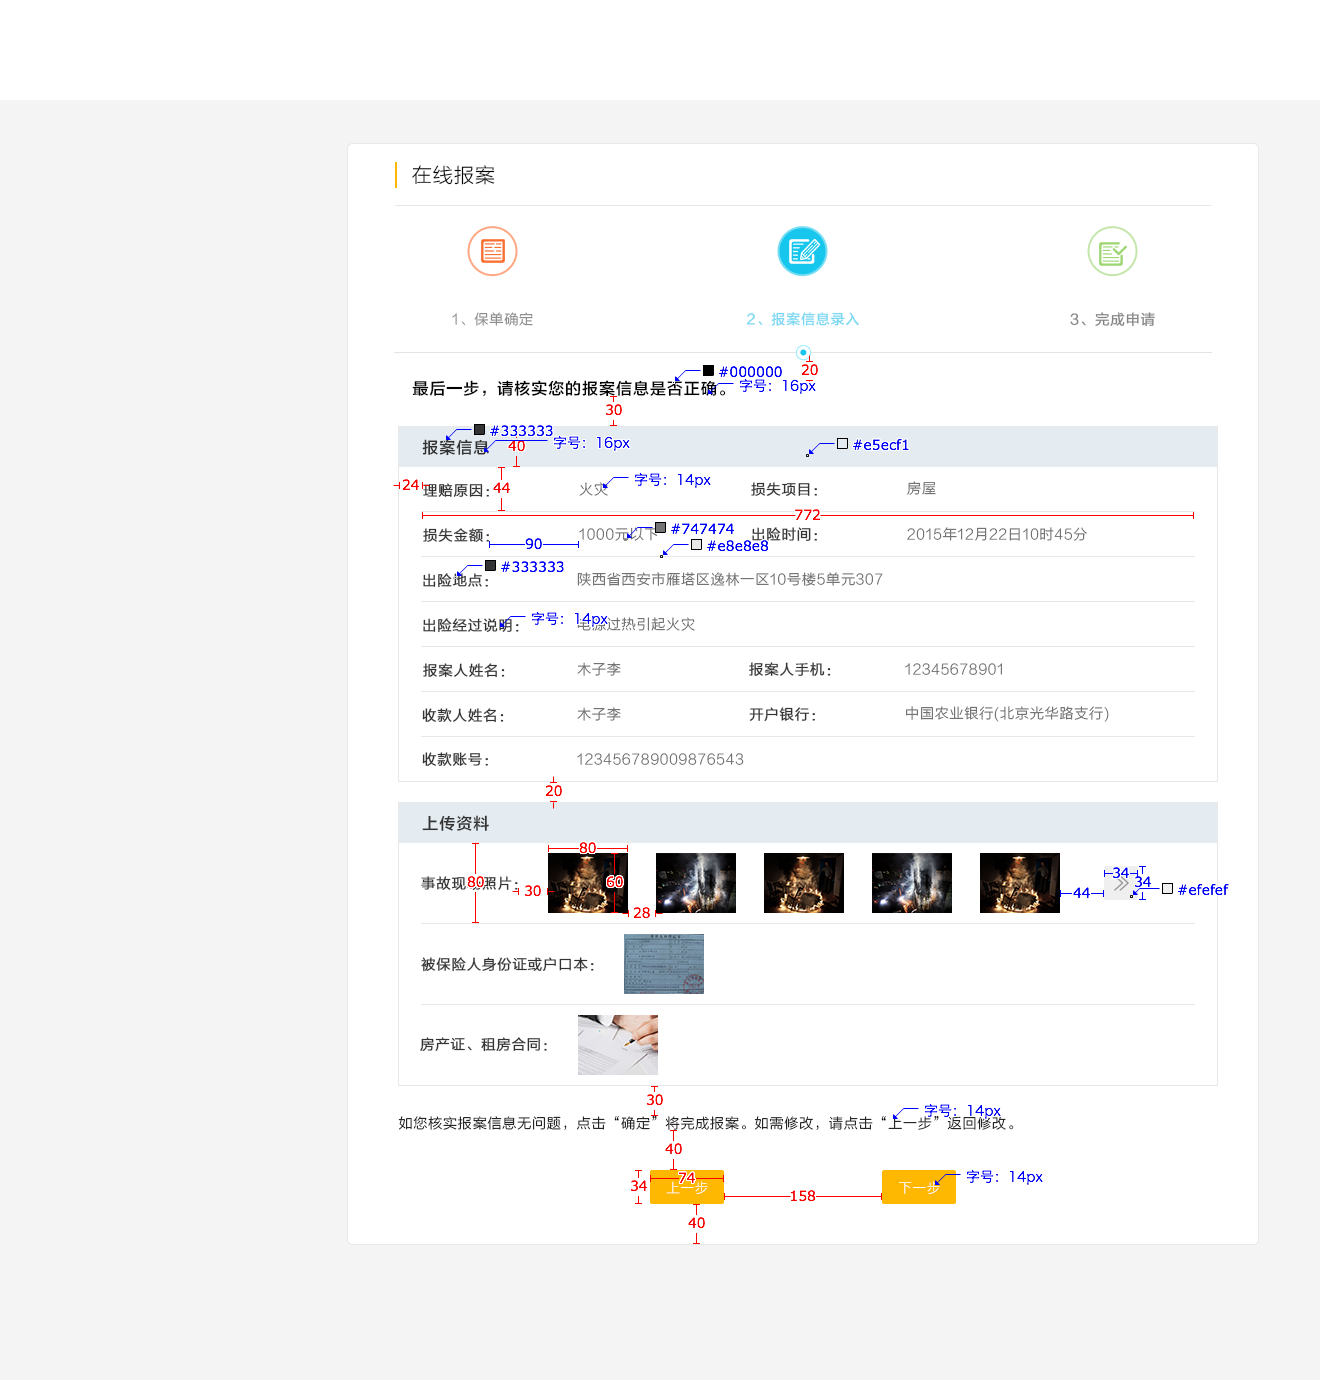 在线报案
1、保单确定
2、报案信息录入
3、完成申请
#000000
20
最后一步，请核实您的报案信息是否正确。
字号：16px
30
#333333
报案信息
40
字号：16px
#e5ecf1
24
理赔原因：
44
火灾
字号：14px
损失项目：
房屋
772
损失金额：
90
1000元以下
#747474
#e8e8e8
出险时间：
2015年12月22日10时45分
#333333
出险地点：
陕西省西安市雁塔区逸林一区10号楼5单元307
出险经过说明：
字号：14px
电源过热引起火灾
报案人姓名：
木子李
报案人手机：
12345678901
收款人姓名：
木子李
开户银行：
中国农业银行(北京光华路支行)
收款账号：
123456789009876543
20
上传资料
80
事故现场照片：
80
30
60
28
44
34
34
#efefef
被保险人身份证或户口本：
房产证、租房合同：
30
字号：14px
如您核实报案信息无问题，点击“确定”将完成报案。如需修改，请点击“上一步”返回修改。
40
34
74
上一步
158
下一步
字号：14px
40